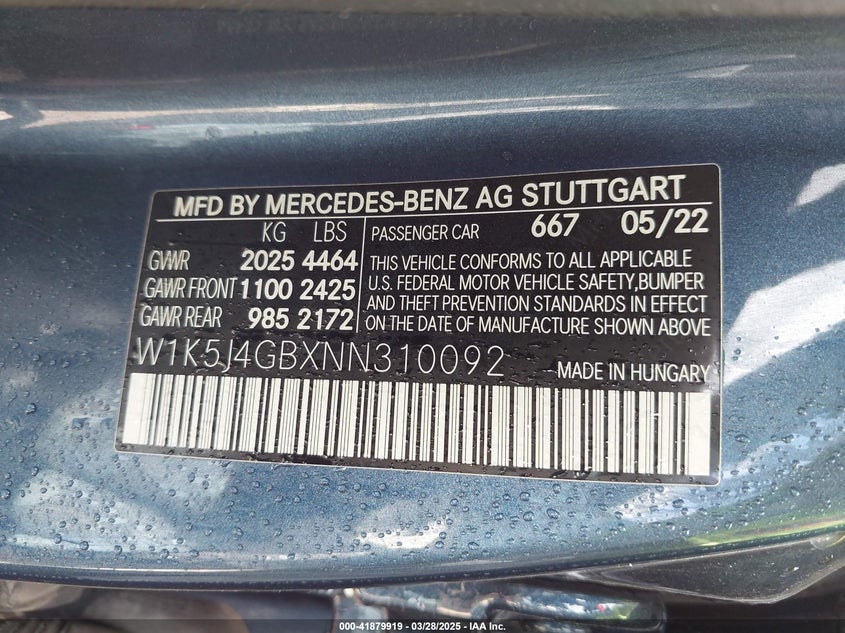 MFD BY MERCEDES-BENZ AG STUTTGART
KG LBS
GVWR 2025 4464
GAWR FRONT 1100 2425
GAWR REAR 985 2172
PASSENGER CAR 667 05/22
THIS VEHICLE CONFORMS TO ALL APPLICABLE
U.S. FEDERAL MOTOR VEHICLE SAFETY,BUMPER
AND THEFT PREVENTION STANDARDS IN EFFECT
ON THE DATE OF MANUFACTURE SHOWN ABOVE
W1K5J4GBXNN310092
MADE IN HUNGARY
000-41879919 - 03/28/2025 - IAA Inc.